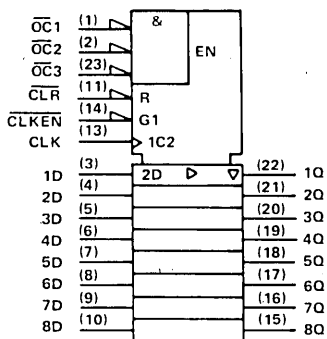 OC1 (1) &
OC2 (2) EN
OC3 (23)
CLR (11) R
CLKEN (14) G1
CLK (13) 1C2
1D (3) 2D (22) 1Q
2D (4) (21) 2Q
3D (5) (20) 3Q
4D (6) (19) 4Q
5D (7) (18) 5Q
6D (8) (17) 6Q
7D (9) (16) 7Q
8D (10) (15) 8Q